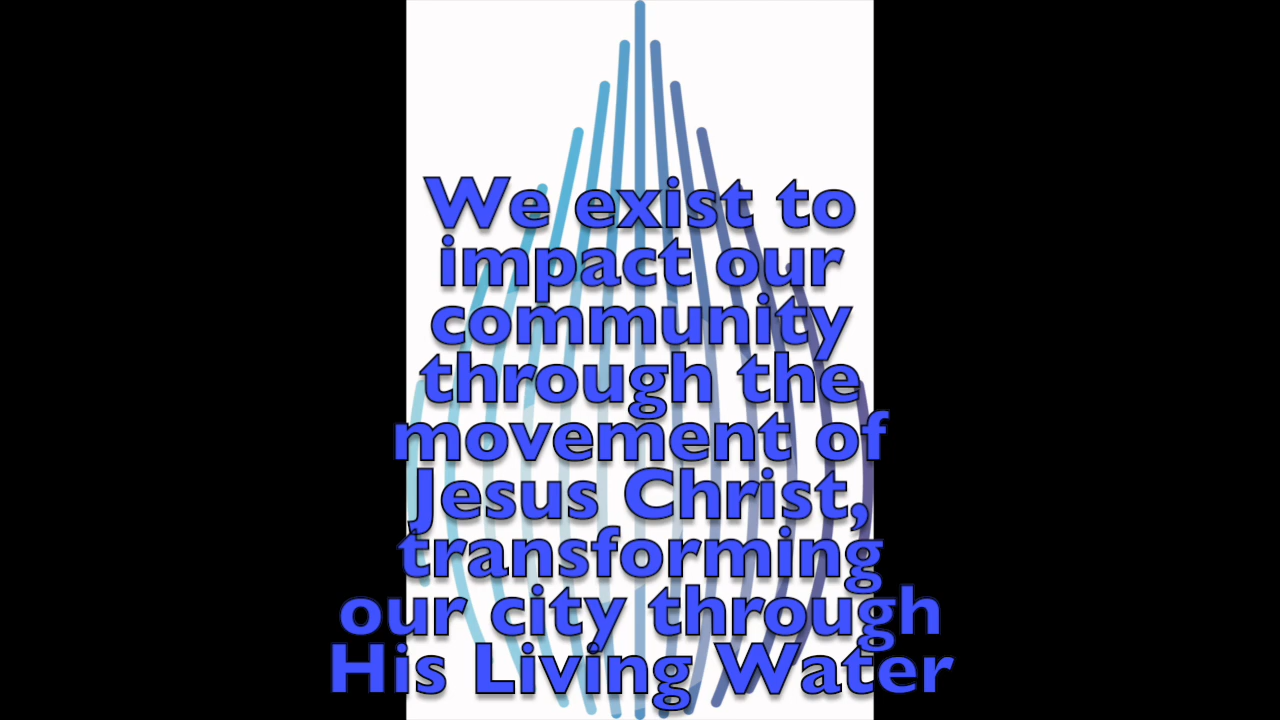 We exist to
impact our
community
through the
movement of
Jesus Christ,
transforming
our city through
His Living Water